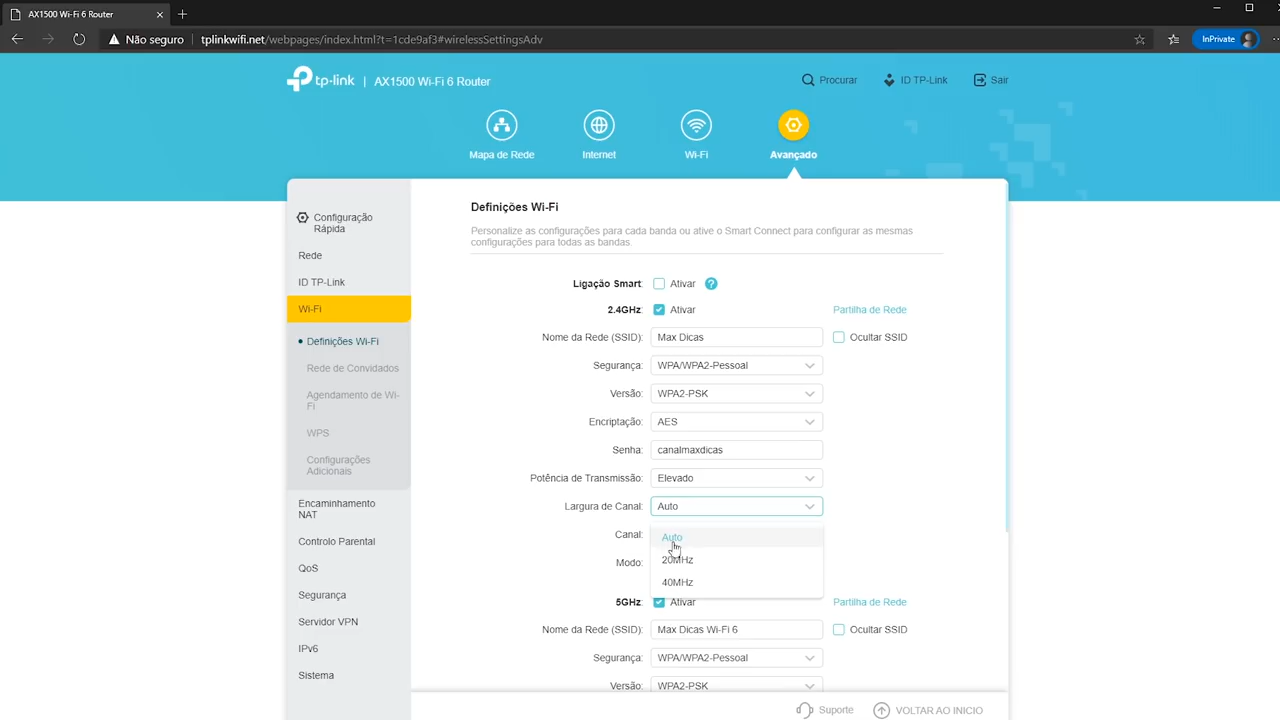 AX1500 Wi-Fi 6 Router
Não seguro
tplinkwifi.net/webpages/index.html?t=1cde9af3#wirelessSettingsAdv
InPrivate
tp-link | AX1500 Wi-Fi 6 Router
Procurar
ID TP-Link
Sair
Mapa de Rede
Internet
Wi-Fi
Avançado
Configuração
Rápida
Rede
ID TP-Link
Wi-Fi
Definições Wi-Fi
Rede de Convidados
Agendamento de Wi-
Fi
WPS
Configurações
Adicionais
Encaminhamento
NAT
Controlo Parental
QoS
Segurança
Servidor VPN
IPv6
Sistema
Definições Wi-Fi
Personalize as configurações para cada banda ou ative o Smart Connect para configurar as mesmas
configurações para todas as bandas.
Ligação Smart: Ativar ?
2.4GHz: Ativar Partilha de Rede
Nome da Rede (SSID): Max Dicas Ocultar SSID
Segurança: WPA/WPA2-Pessoal
Versão: WPA2-PSK
Encriptação: AES
Senha: canalmaxdicas
Potência de Transmissão: Elevado
Largura de Canal: Auto
Canal:
Auto
Modo:
20MHz
40MHz
5GHz: Ativar Partilha de Rede
Nome da Rede (SSID): Max Dicas Wi-Fi 6 Ocultar SSID
Segurança: WPA/WPA2-Pessoal
Versão: WPA2-PSK
Suporte
VOLTAR AO INICIO